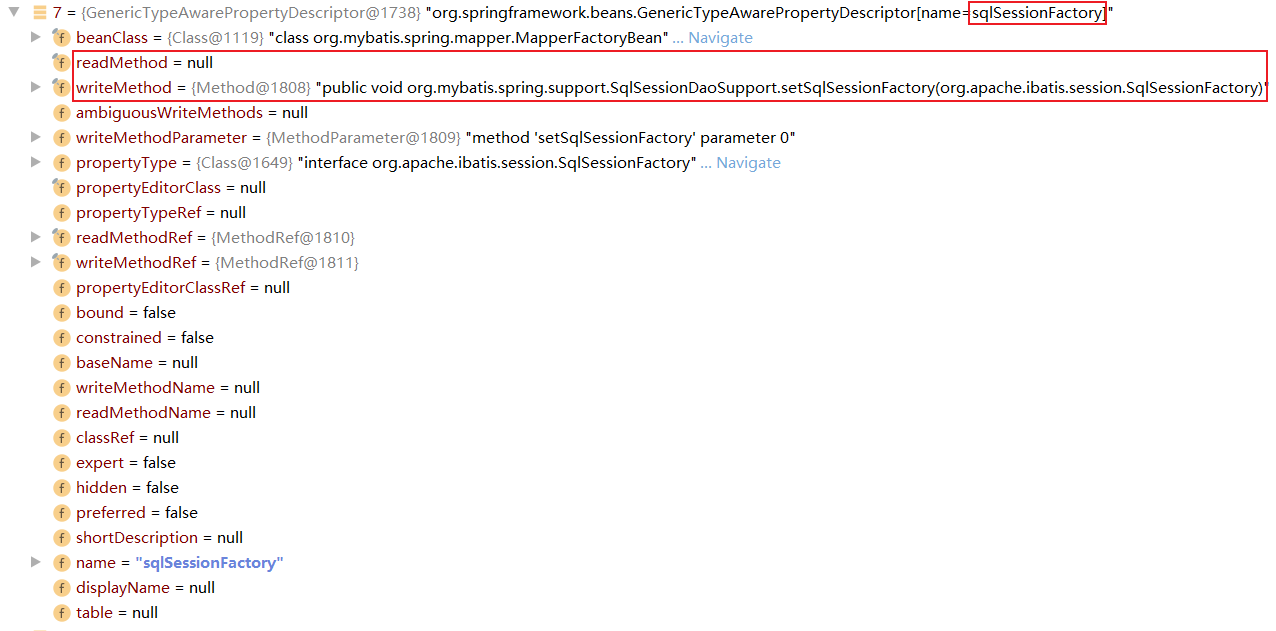 7 = {GenericTypeAwarePropertyDescriptor@1738} "org.springframework.beans.GenericTypeAwarePropertyDescriptor[name=sqlSessionFactory]"
f beanClass = {Class@1119} "class org.mybatis.spring.mapper.MapperFactoryBean" ... Navigate
f readMethod = null
f writeMethod = {Method@1808} "public void org.mybatis.spring.support.SqlSessionDaoSupport.setSqlSessionFactory(org.apache.ibatis.session.SqlSessionFactory)"
f ambiguousWriteMethods = null
f writeMethodParameter = {MethodParameter@1809} "method 'setSqlSessionFactory' parameter 0"
f propertyType = {Class@1649} "interface org.apache.ibatis.session.SqlSessionFactory" ... Navigate
f propertyEditorClass = null
f propertyTypeRef = null
f readMethodRef = {MethodRef@1810}
f writeMethodRef = {MethodRef@1811}
f propertyEditorClassRef = null
f bound = false
f constrained = false
f baseName = null
f writeMethodName = null
f readMethodName = null
f classRef = null
f expert = false
f hidden = false
f preferred = false
f shortDescription = null
f name = "sqlSessionFactory"
f displayName = null
f table = null